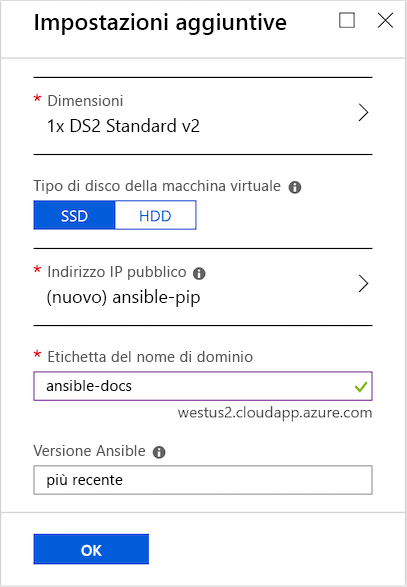 Impostazioni aggiuntive
* Dimensioni
1x DS2 Standard v2
Tipo di disco della macchina virtuale
SSD HDD
* Indirizzo IP pubblico
(nuovo) ansible-pip
* Etichetta del nome di dominio
ansible-docs
westus2.cloudapp.azure.com
Versione Ansible
più recente
OK